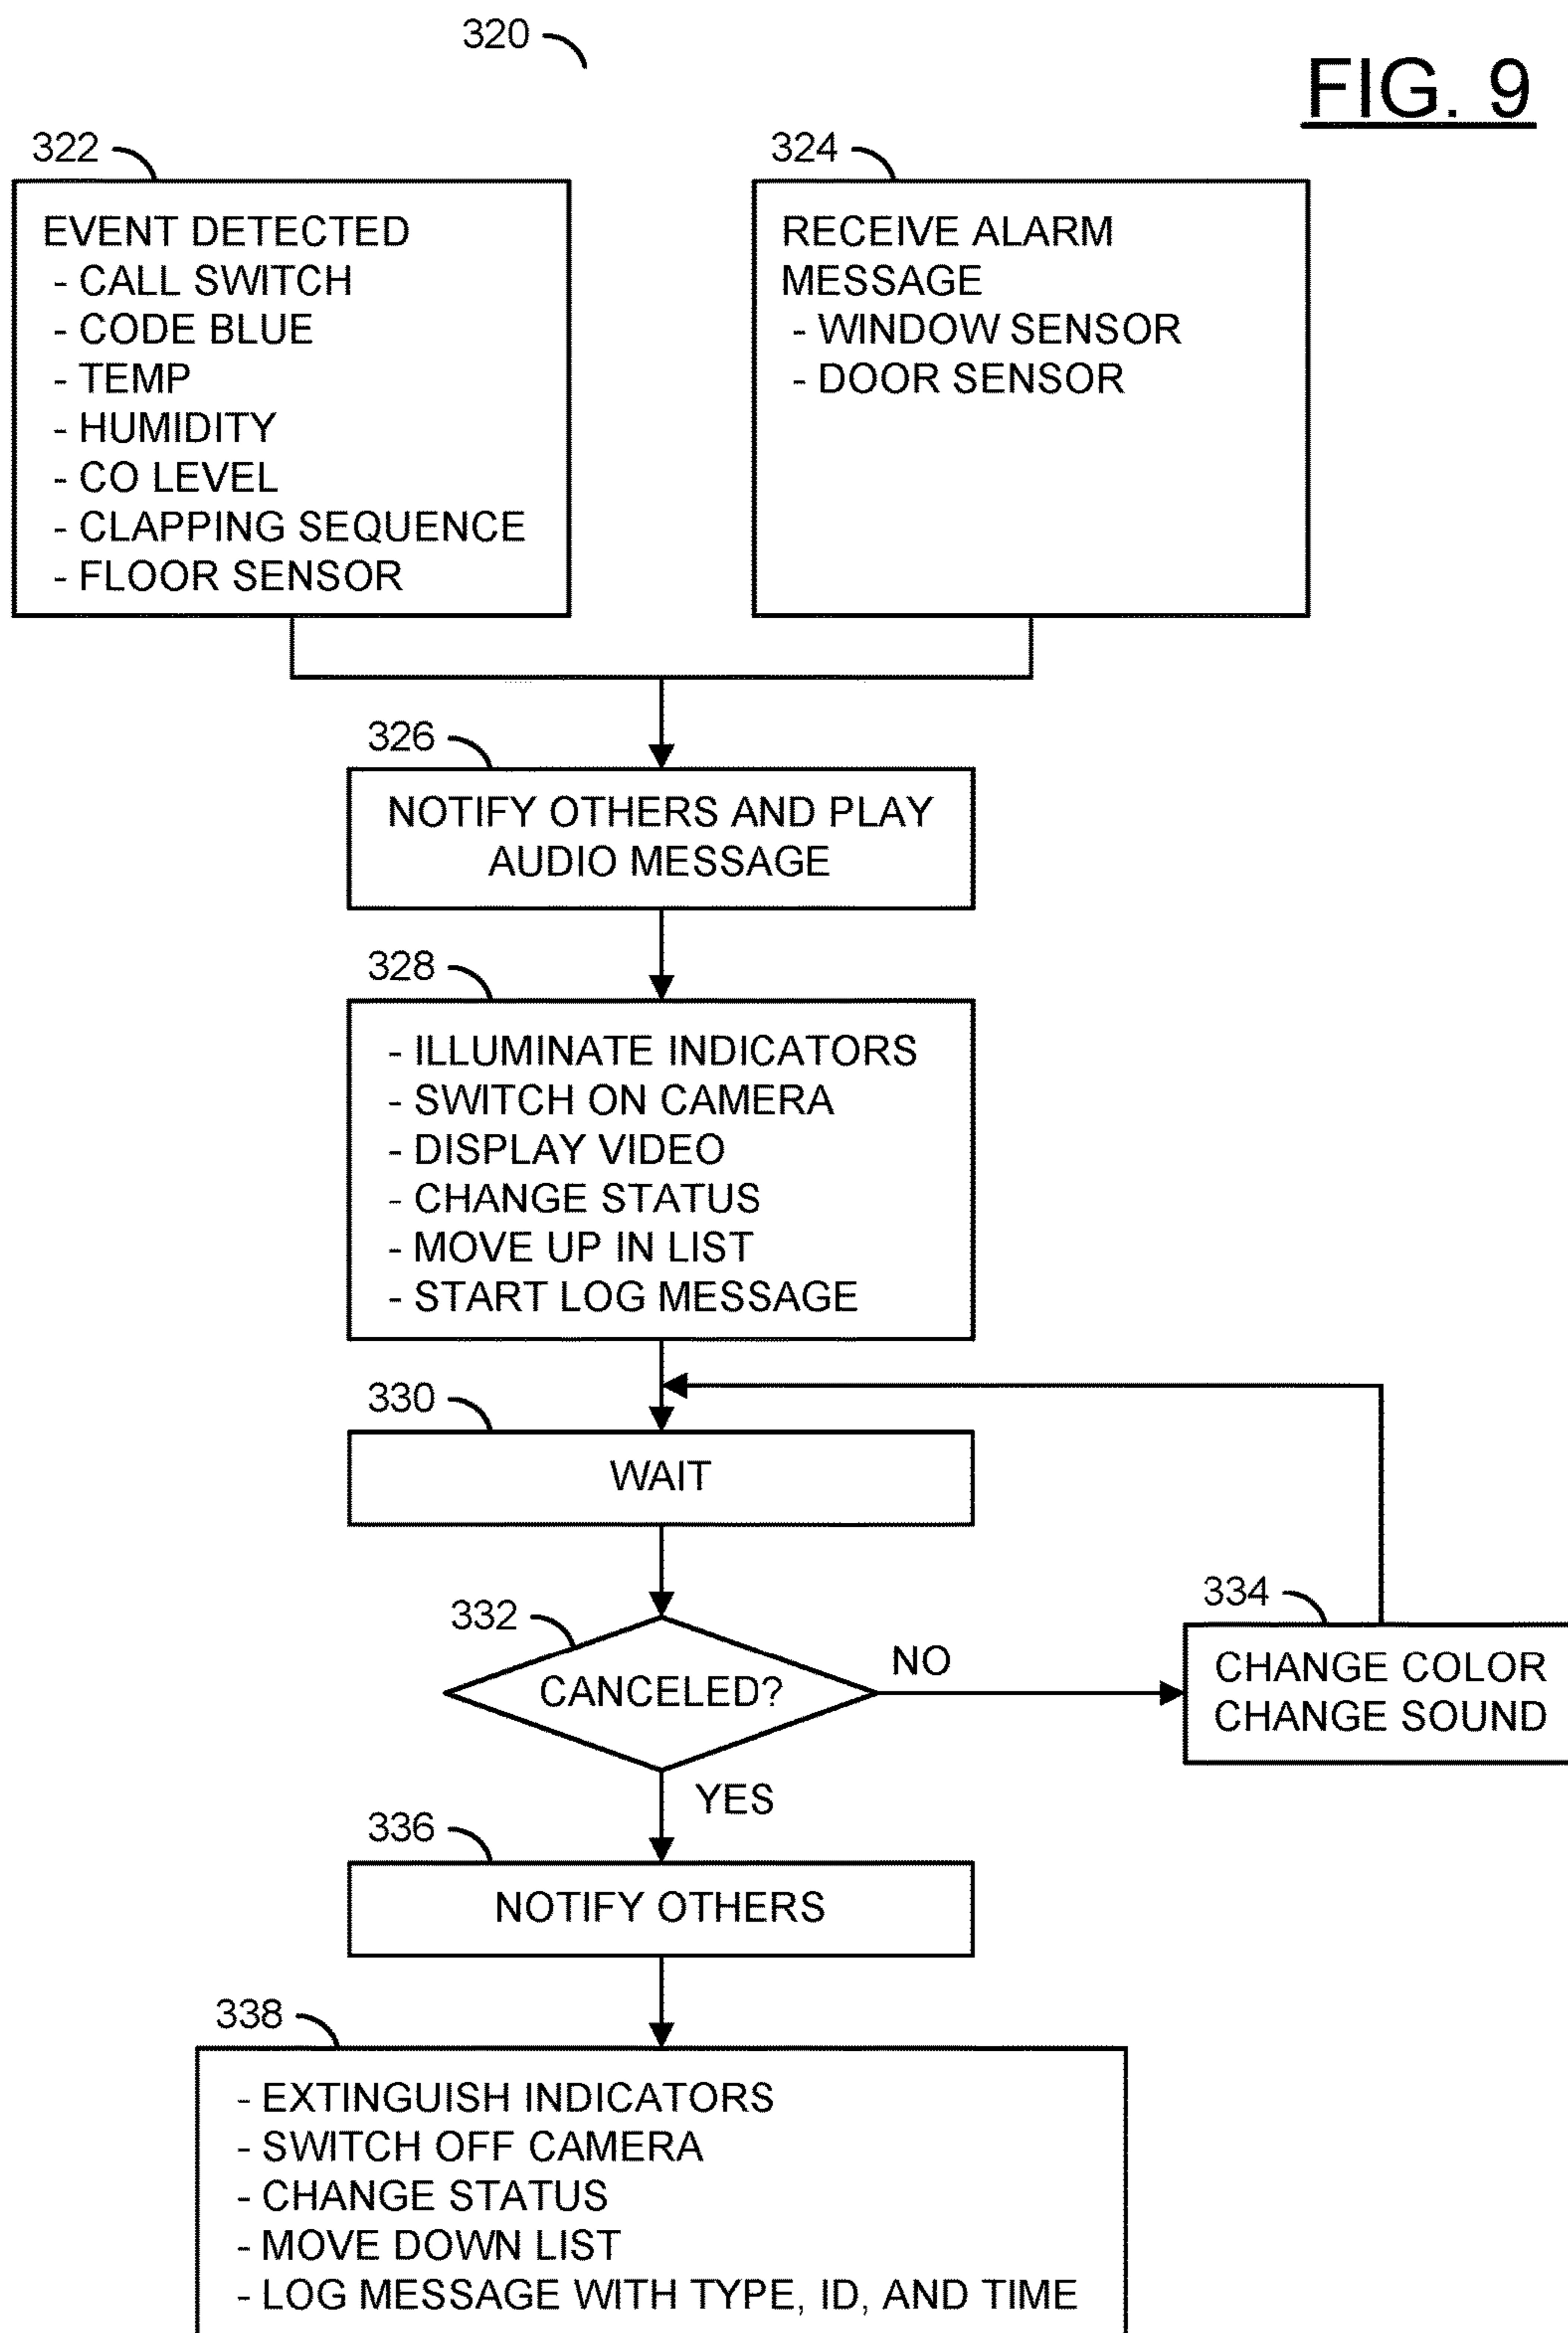 320
FIG. 9
322
EVENT DETECTED
- CALL SWITCH
- CODE BLUE
- TEMP
- HUMIDITY
- CO LEVEL
- CLAPPING SEQUENCE
- FLOOR SENSOR
324
RECEIVE ALARM
MESSAGE
- WINDOW SENSOR
- DOOR SENSOR
326
NOTIFY OTHERS AND PLAY
AUDIO MESSAGE
328
- ILLUMINATE INDICATORS
- SWITCH ON CAMERA
- DISPLAY VIDEO
- CHANGE STATUS
- MOVE UP IN LIST
- START LOG MESSAGE
330
WAIT
332
CANCELED?
NO
334
CHANGE COLOR
CHANGE SOUND
YES
336
NOTIFY OTHERS
338
- EXTINGUISH INDICATORS
- SWITCH OFF CAMERA
- CHANGE STATUS
- MOVE DOWN LIST
- LOG MESSAGE WITH TYPE, ID, AND TIME